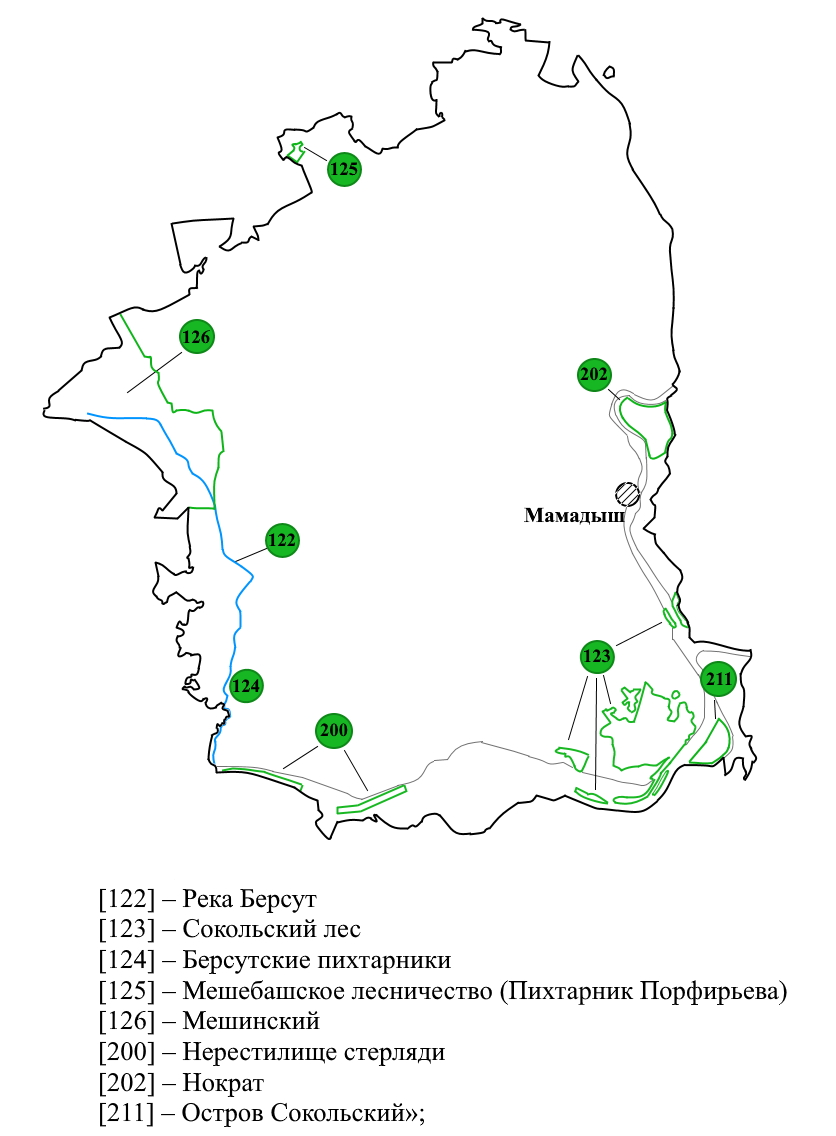 125
126
202
Мамадыш
122
123
124
211
200
[122] – Река Берсут
[123] – Сокольский лес
[124] – Берсутские пихтарники
[125] – Мешебашское лесничество (Пихтарник Порфирьева)
[126] – Мешинский
[200] – Нерестилище стерляди
[202] – Нократ
[211] – Остров Сокольский»;